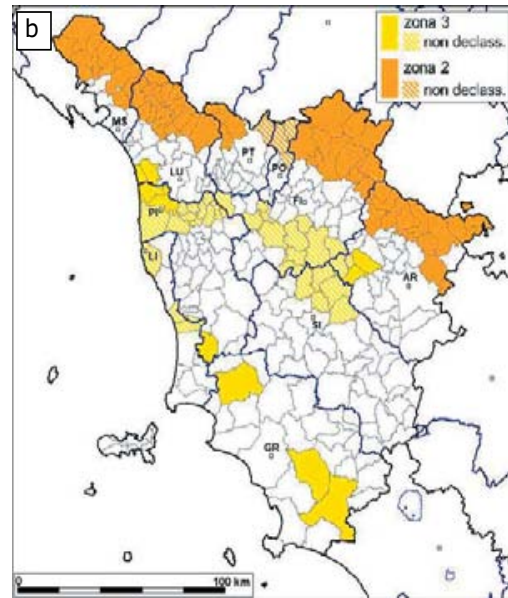 b
zona 3
non declass.
zona 2
non declass.
MS
LU
PT
PO
PI
FI
LI
AR
SI
GR
0 100 km